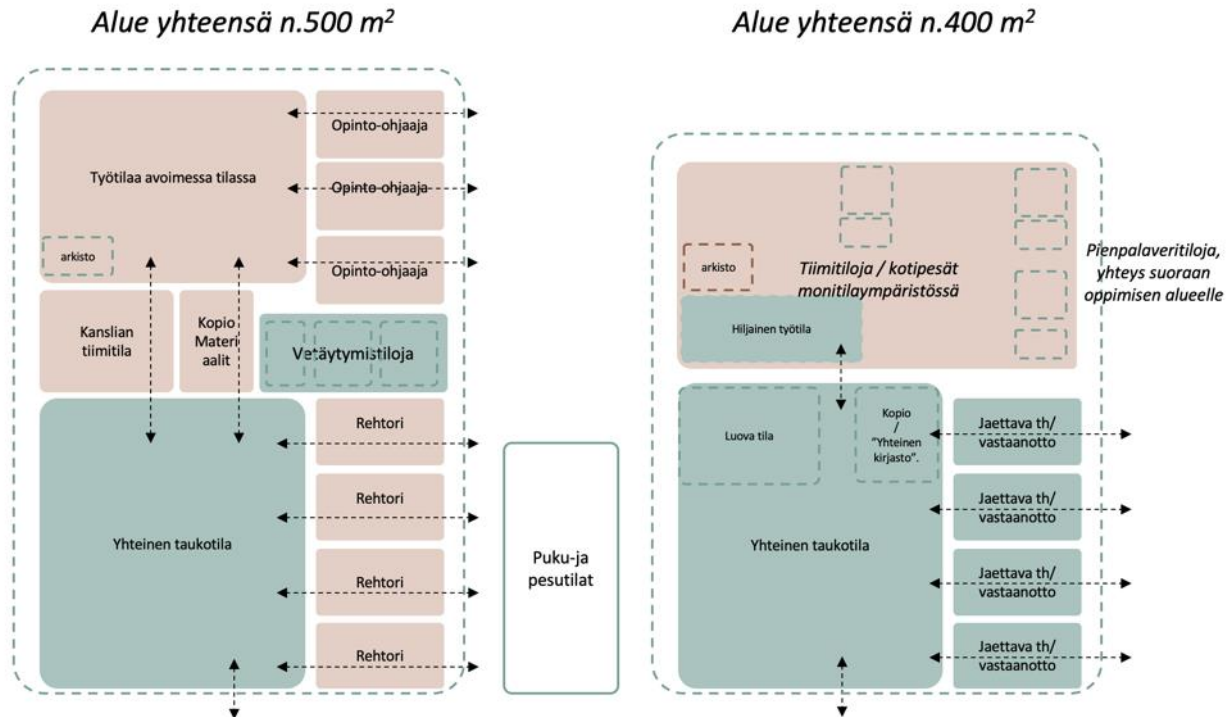 Alue yhteensä n.500 m²
Alue yhteensä n.400 m²
Työtilaa avoimessa tilassa
arkisto
Opinto-ohjaaja
Opinto-ohjaaja
Opinto-ohjaaja
Kanslian
tiimitila
Kopio
Materi
aalit
Vetäytymistiloja
Yhteinen taukotila
Rehtori
Rehtori
Rehtori
Rehtori
Puku-ja
pesutilat
arkisto
Tiimitiloja / kotipesät
monitilaympäristössä
Hiljainen työtila
Pienpalaveritiloja,
yhteys suoraan
oppimisen alueelle
Luova tila
Kopio
/
"Yhteinen
kirjasto".
Yhteinen taukotila
Jaettava th/
vastaanotto
Jaettava th/
vastaanotto
Jaettava th/
vastaanotto
Jaettava th/
vastaanotto